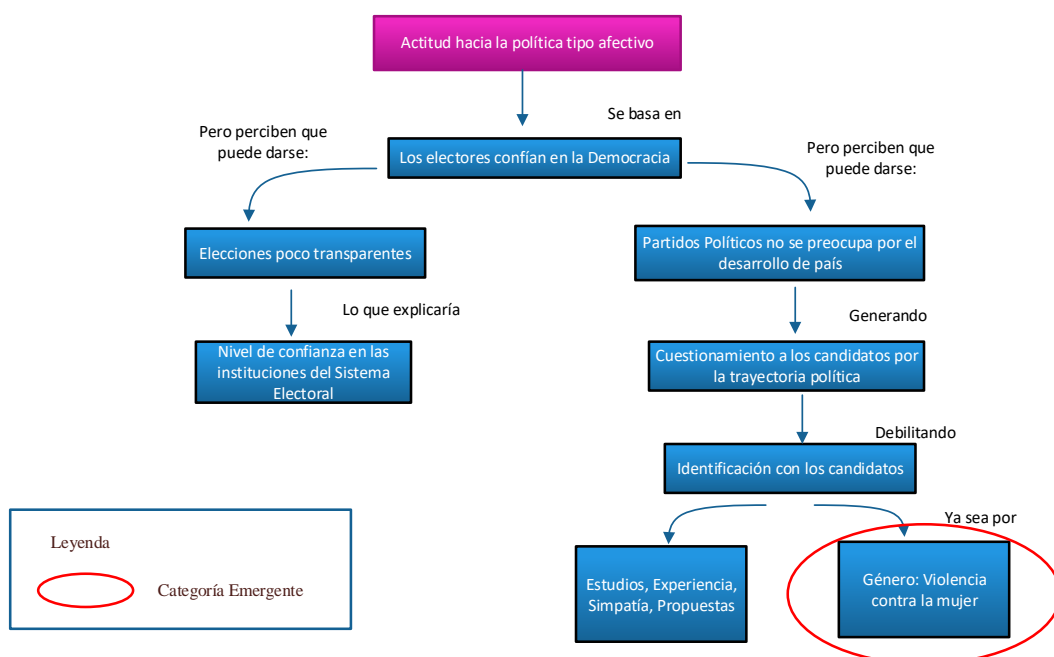 Actitud hacia la política tipo afectivo
Se basa en
Pero perciben que
puede darse:
Los electores confían en la Democracia
Pero perciben que
puede darse:
Elecciones poco transparentes
Partidos Políticos no se preocupa por el
desarrollo de país
Lo que explicaría
Generando
Nivel de confianza en las
instituciones del Sistema
Electoral
Cuestionamiento a los candidatos por
la trayectoria política
Debilitando
Identificación con los candidatos
Ya sea por
Estudios, Experiencia,
Simpatía, Propuestas
Género: Violencia
contra la mujer
Leyenda
Categoría Emergente